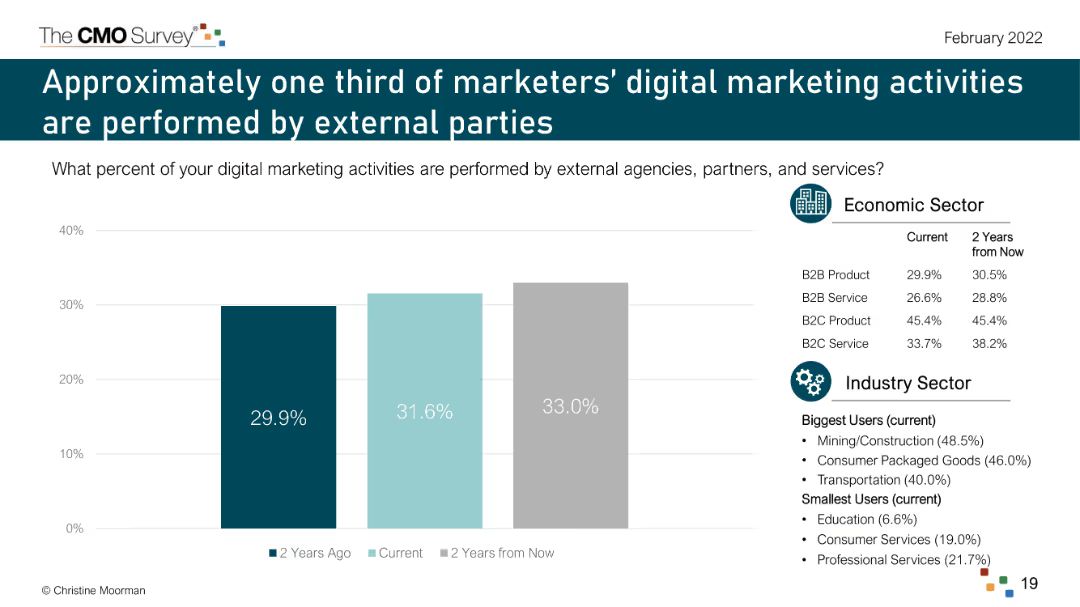 The CMO Survey®
February 2022
Approximately one third of marketers' digital marketing activities
are performed by external parties
What percent of your digital marketing activities are performed by external agencies, partners, and services?
40%
30%
20%
10%
0%
29.9%
31.6%
33.0%
2 Years Ago Current 2 Years from Now
Economic Sector
Current 2 Years
from Now
B2B Product 29.9% 30.5%
B2B Service 26.6% 28.8%
B2C Product 45.4% 45.4%
B2C Service 33.7% 38.2%
Industry Sector
Biggest Users (current)
• Mining/Construction (48.5%)
• Consumer Packaged Goods (46.0%)
• Transportation (40.0%)
Smallest Users (current)
• Education (6.6%)
• Consumer Services (19.0%)
• Professional Services (21.7%)
© Christine Moorman
19